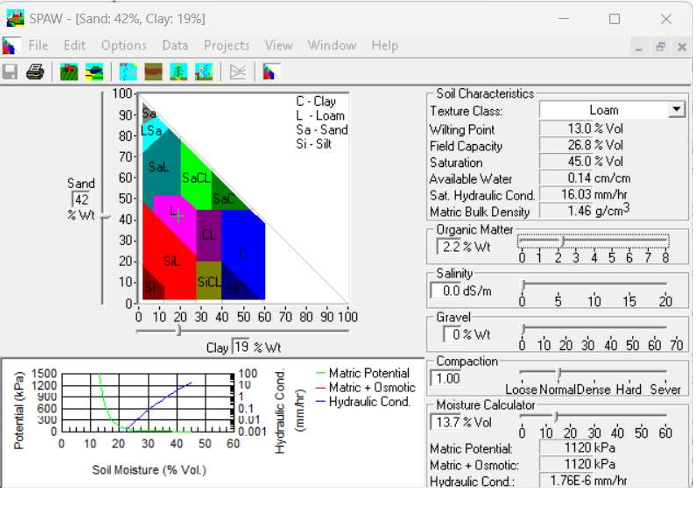 SPAW - [Sand: 42%, Clay: 19%]
File Edit Options Data Projects View Window Help
Soil Characteristics
Texture Class: Loam
Wilting Point 13.0 % Vol
Field Capacity 26.8 % Vol
Saturation 45.0 % Vol
Available Water 0.14 cm/cm
Sat. Hydraulic Cond. 16.03 mm/hr
Matric Bulk Density 1.46 g/cm3
Organic Matter
2.2 % Wt
0 1 2 3 4 5 6 7 8
Salinity
0.0 dS/m
0 5 10 15 20
Gravel
0 % Wt
0 10 20 30 40 50 60 70
Compaction
1.00
Loose Normal Dense Hard Sever
Moisture Calculator
13.7 % Vol
0 10 20 30 40 50 60
Matric Potential: 1120 kPa
Matric + Osmotic: 1120 kPa
Hydraulic Cond.: 1.76E-6 mm/hr
Sand
42
% Wt
100
90
80
70
60
50
40
30
20
10
0
C - Clay
L - Loam
Sa - Sand
Si - Silt
Sa
LSa
SaL
SaCL
SaC
L
CL
C
SiL
SiCL
SiC
Si
0 10 20 30 40 50 60 70 80 90 100
Clay 19 % Wt
Potential (kPa)
1500
1200
900
600
300
0
100
10
1
0.1
0.01
0.001
Hydraulic Cond.
(mm/hr)
0 10 20 30 40 50 60
Soil Moisture (% Vol.)
Matric Potential
Matric + Osmotic
Hydraulic Cond.